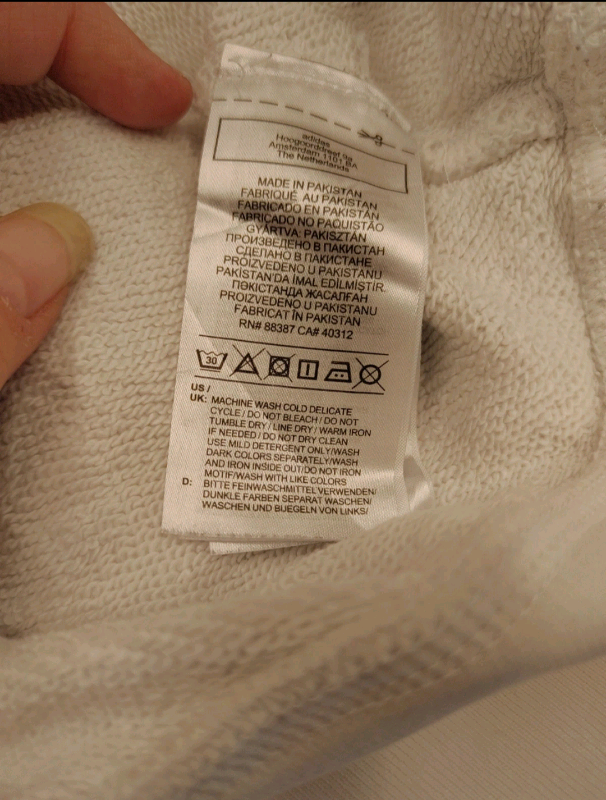 adidas
Hoogoorddreef 9a
Amsterdam 1101 BA
The Netherlands
MADE IN PAKISTAN
FABRIQUÉ AU PAKISTAN
FABRICADO EN PAKISTÁN
FABRICADO NO PAQUISTÃO
GYÁRTVA: PAKISZTÁN
ПРОИЗВЕДЕНО В ПАКИСТАН
СДЕЛАНО В ПАКИСТАНЕ
PROIZVEDENO U PAKISTANU
PAKİSTAN'DA İMAL EDİLMİŞTİR.
ПӘКІСТАНДА ЖАСАЛҒАН
PROIZVEDENO U PAKISTANU
FABRICAT ÎN PAKISTAN
RN# 88387 CA# 40312
30
US /
UK: MACHINE WASH COLD DELICATE
CYCLE / DO NOT BLEACH / DO NOT
TUMBLE DRY / LINE DRY / WARM IRON
IF NEEDED / DO NOT DRY CLEAN
USE MILD DETERGENT ONLY/WASH
DARK COLORS SEPARATELY/WASH
AND IRON INSIDE OUT/DO NOT IRON
MOTIF/WASH WITH LIKE COLORS
D: BITTE FEINWASCHMITTEL VERWENDEN/
DUNKLE FARBEN SEPARAT WASCHEN/
WASCHEN UND BUEGELN VON LINKS/